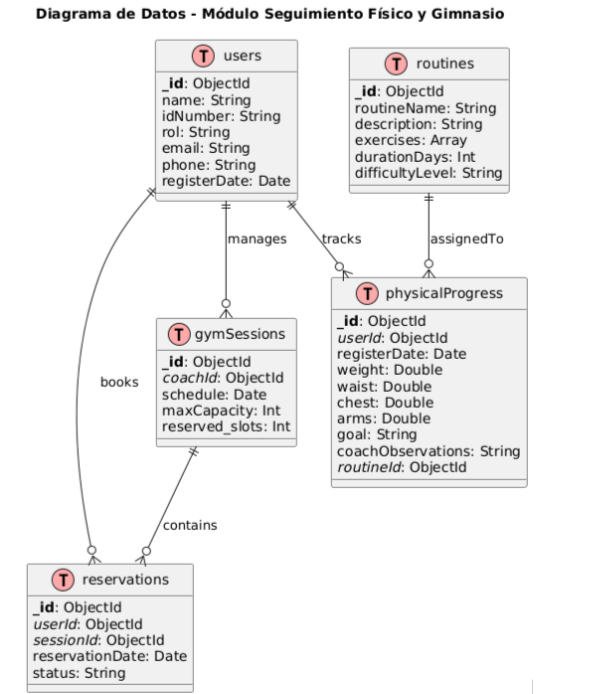 Diagrama de Datos - Módulo Seguimiento Físico y Gimnasio
T users
_id: ObjectId
name: String
idNumber: String
rol: String
email: String
phone: String
registerDate: Date
T routines
_id: ObjectId
routineName: String
description: String
exercises: Array
durationDays: Int
difficultyLevel: String
manages
tracks
assignedTo
T gymSessions
_id: ObjectId
coachId: ObjectId
schedule: Date
maxCapacity: Int
reserved_slots: Int
T physicalProgress
_id: ObjectId
userId: ObjectId
registerDate: Date
weight: Double
waist: Double
chest: Double
arms: Double
goal: String
coachObservations: String
routineId: ObjectId
books
contains
T reservations
_id: ObjectId
userId: ObjectId
sessionId: ObjectId
reservationDate: Date
status: String